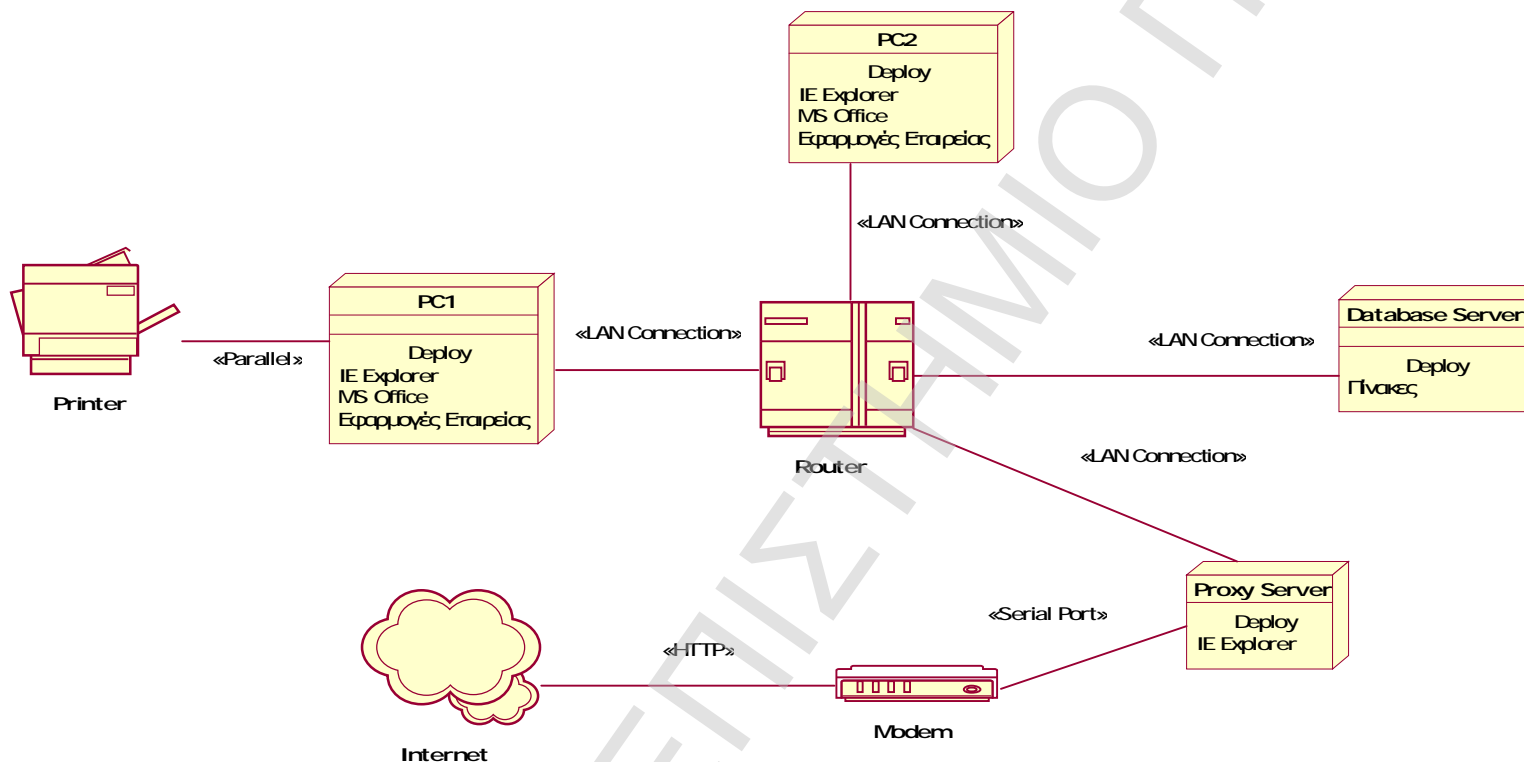 PC2
Deploy
IE Explorer
MS Office
Εφαρμογές Εταιρείας
«LAN Connection»
PC1
Deploy
IE Explorer
MS Office
Εφαρμογές Εταιρείας
«Parallel»
Printer
«LAN Connection»
Router
«LAN Connection»
Database Server
Deploy
Πίνακες
«LAN Connection»
Proxy Server
Deploy
IE Explorer
«Serial Port»
«HTTP»
Modem
Internet
ΕΠΙΣΤΗΜΙΟ Π